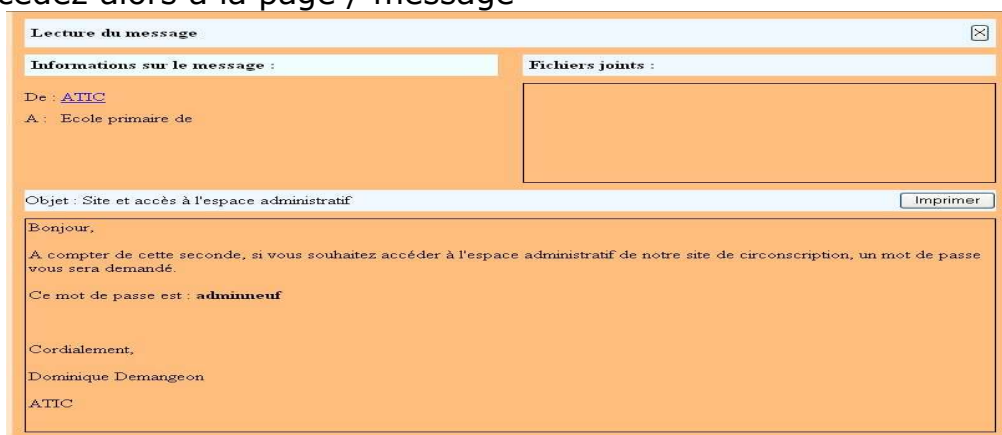 cédez alors à la page / message
Lecture du message
Informations sur le message :
Fichiers joints :
De : ATIC
A : Ecole primaire de
Objet : Site et accès à l'espace administratif
Imprimer
Bonjour,
A compter de cette seconde, si vous souhaitez accéder à l'espace administratif de notre site de circonscription, un mot de passe
vous sera demandé.
Ce mot de passe est : adminneuf
Cordialement,
Dominique Demangeon
ATIC